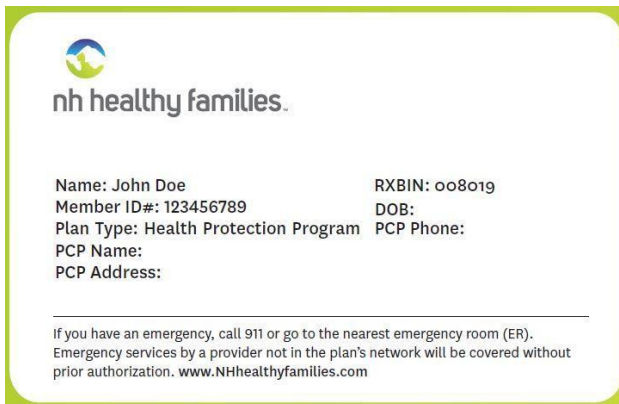 nh healthy families™
Name: John Doe
RXBIN: 008019
Member ID#: 123456789
DOB:
Plan Type: Health Protection Program
PCP Phone:
PCP Name:
PCP Address:
If you have an emergency, call 911 or go to the nearest emergency room (ER).
Emergency services by a provider not in the plan's network will be covered without
prior authorization. www.NHhealthyfamilies.com